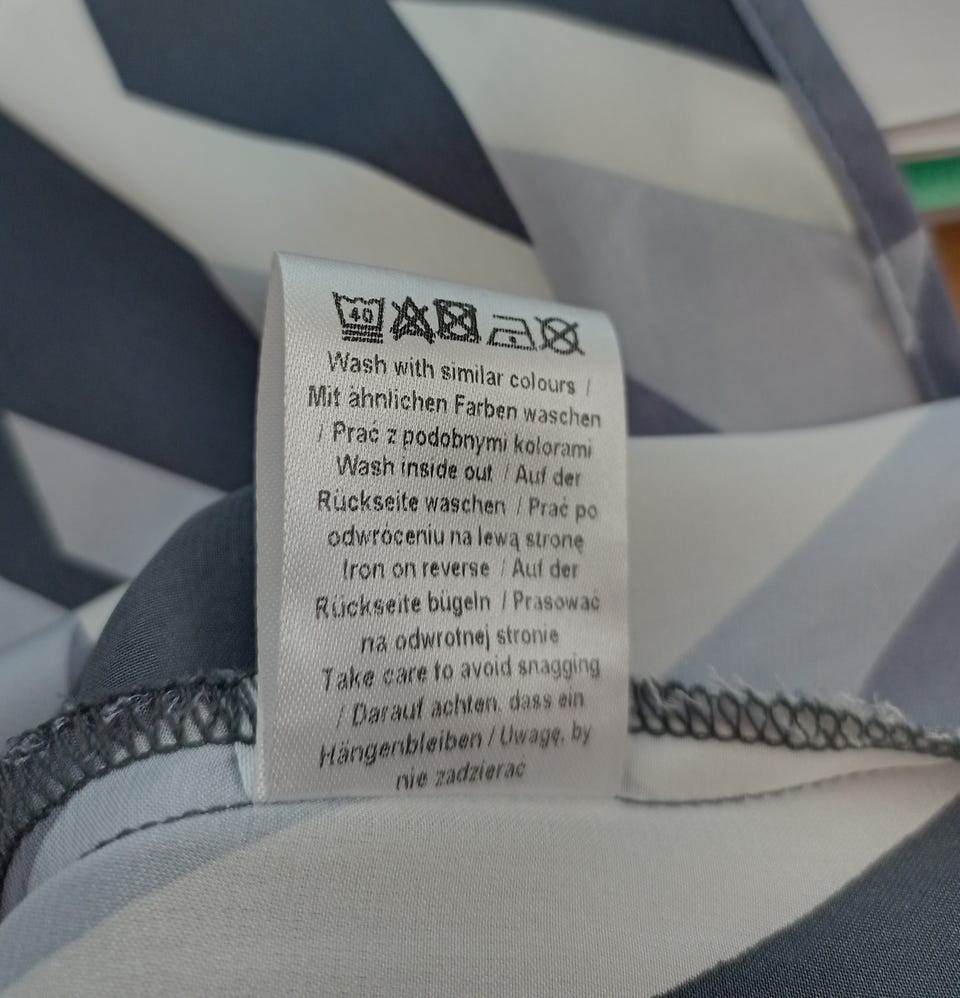 40
Wash with similar colours /
Mit ähnlichen Farben waschen
/ Prać z podobnymi kolorami
Wash inside out / Auf der
Rückseite waschen / Prać po
odwróceniu na lewą stronę
Iron on reverse / Auf der
Rückseite bügeln / Prasować
na odwrotnej stronie
Take care to avoid snagging
/ Darauf achten, dass ein
Hängenbleiben / Uwagę, by
nie zadzierac